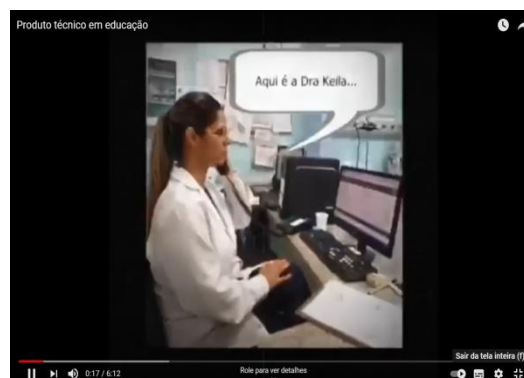 Produto técnico em educação
Aqui é a Dra Keila...
Sair da tela inteira (f)
0:17 / 6:12
Role para ver detalhes